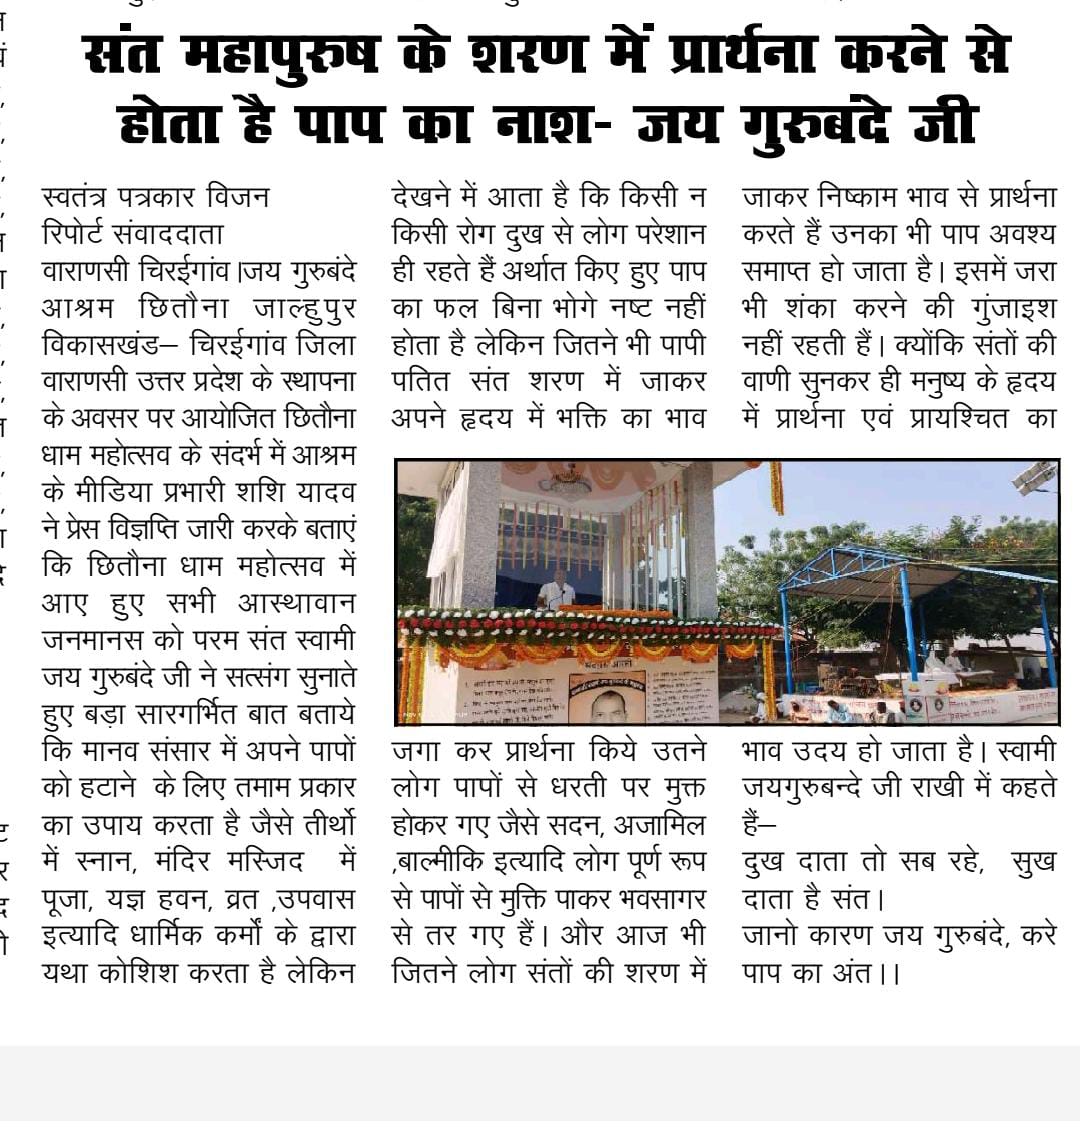 संत महापुरुष के शरण में प्रार्थना करने से
होता है पाप का नाश- जय गुरुबंदे जी
स्वतंत्र पत्रकार विजन
रिपोर्ट संवाददाता
वाराणसी चिरईगांव।जय गुरुबंदे
आश्रम छितौना जाल्हुपुर
विकासखंड– चिरईगांव जिला
वाराणसी उत्तर प्रदेश के स्थापना
के अवसर पर आयोजित छितौना
धाम महोत्सव के संदर्भ में आश्रम
के मीडिया प्रभारी शशि यादव
ने प्रेस विज्ञप्ति जारी करके बताएं
कि छितौना धाम महोत्सव में
आए हुए सभी आस्थावान
जनमानस को परम संत स्वामी
जय गुरुबंदे जी ने सत्संग सुनाते
हुए बड़ा सारगर्भित बात बताये
कि मानव संसार में अपने पापों
को हटाने के लिए तमाम प्रकार
का उपाय करता है जैसे तीर्थो
में स्नान, मंदिर मस्जिद में
पूजा, यज्ञ हवन, व्रत ,उपवास
इत्यादि धार्मिक कर्मों के द्वारा
यथा कोशिश करता है लेकिन
देखने में आता है कि किसी न
किसी रोग दुख से लोग परेशान
ही रहते हैं अर्थात किए हुए पाप
का फल बिना भोगे नष्ट नहीं
होता है लेकिन जितने भी पापी
पतित संत शरण में जाकर
अपने हृदय में भक्ति का भाव
जगा कर प्रार्थना किये उतने
लोग पापों से धरती पर मुक्त
होकर गए जैसे सदन, अजामिल
,बाल्मीकि इत्यादि लोग पूर्ण रूप
से पापों से मुक्ति पाकर भवसागर
से तर गए हैं। और आज भी
जितने लोग संतों की शरण में
जाकर निष्काम भाव से प्रार्थना
करते हैं उनका भी पाप अवश्य
समाप्त हो जाता है। इसमें जरा
भी शंका करने की गुंजाइश
नहीं रहती हैं। क्योंकि संतों की
वाणी सुनकर ही मनुष्य के हृदय
में प्रार्थना एवं प्रायश्चित का
भाव उदय हो जाता है। स्वामी
जयगुरुबन्दे जी राखी में कहते
हैं–
दुख दाता तो सब रहे, सुख
दाता है संत।
जानो कारण जय गुरुबंदे, करे
पाप का अंत।।